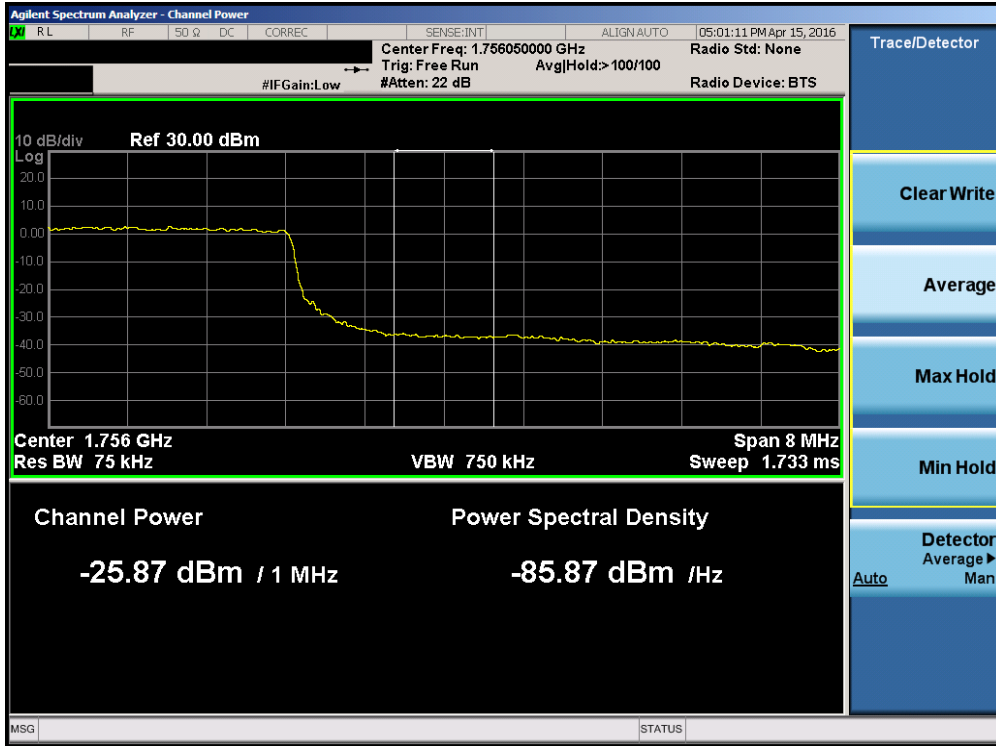 Agilent Spectrum Analyzer - Channel Power
LXI RL RF 50 Ω DC CORREC SENSE:INT ALIGN AUTO 05:01:11 PM Apr 15, 2016
Center Freq: 1.756050000 GHz Radio Std: None
Trig: Free Run Avg|Hold:>100/100
#IFGain:Low #Atten: 22 dB Radio Device: BTS
10 dB/div Ref 30.00 dBm
Log
20.0
10.0
0.00
-10.0
-20.0
-30.0
-40.0
-50.0
-60.0
Center 1.756 GHz Span 8 MHz
Res BW 75 kHz VBW 750 kHz Sweep 1.733 ms
Channel Power Power Spectral Density
-25.87 dBm / 1 MHz -85.87 dBm /Hz
MSG STATUS
Trace/Detector
Clear Write
Average
Max Hold
Min Hold
Detector
Average▶
Auto Man